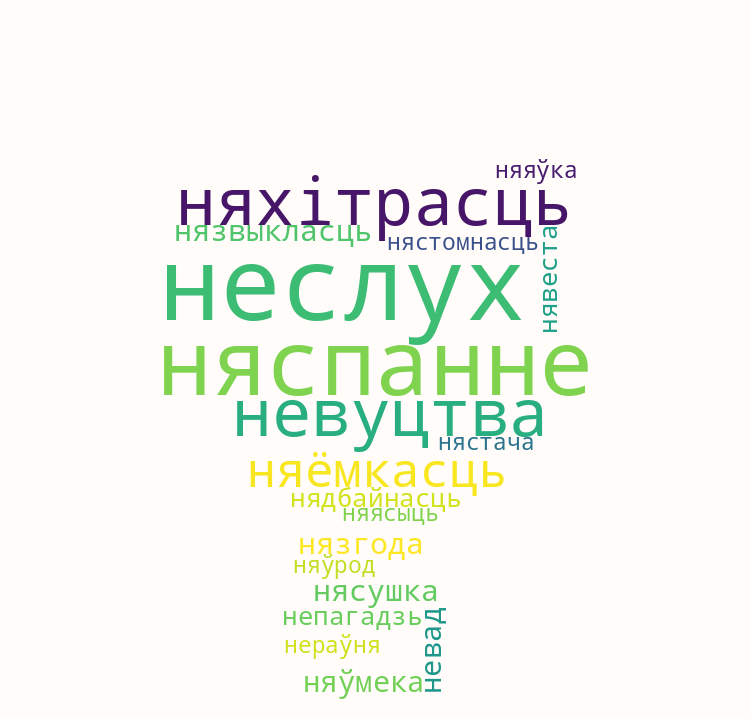 няяўка
няхітрасць
нязвыкласць
нястомнасць
нявеста
неслух
няспанне
невуцтва
нястача
няёмкасць
нядбайнасць
няясыць
нязгода
няўрод
нясушка
непагадзь
невад
нераўня
няўмека